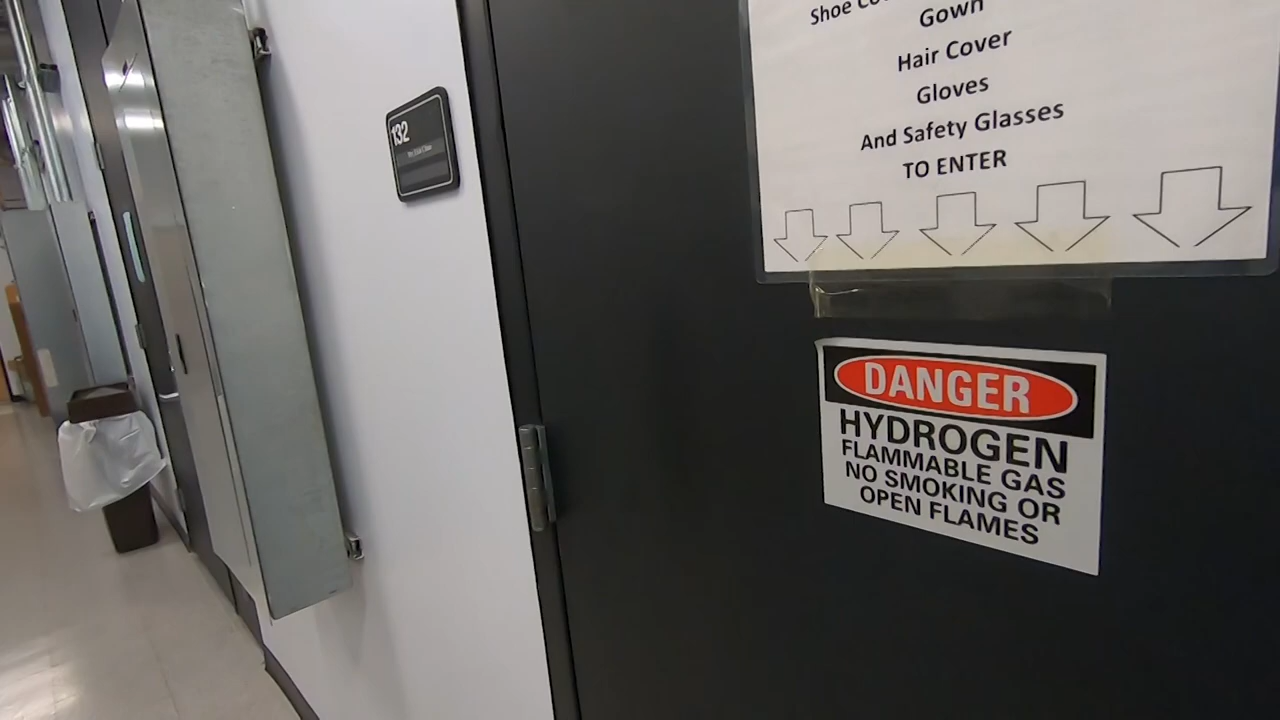 132
Shoe
Gown
Hair Cover
Gloves
And Safety Glasses
TO ENTER
DANGER
HYDROGEN
FLAMMABLE GAS
NO SMOKING OR
OPEN FLAMES